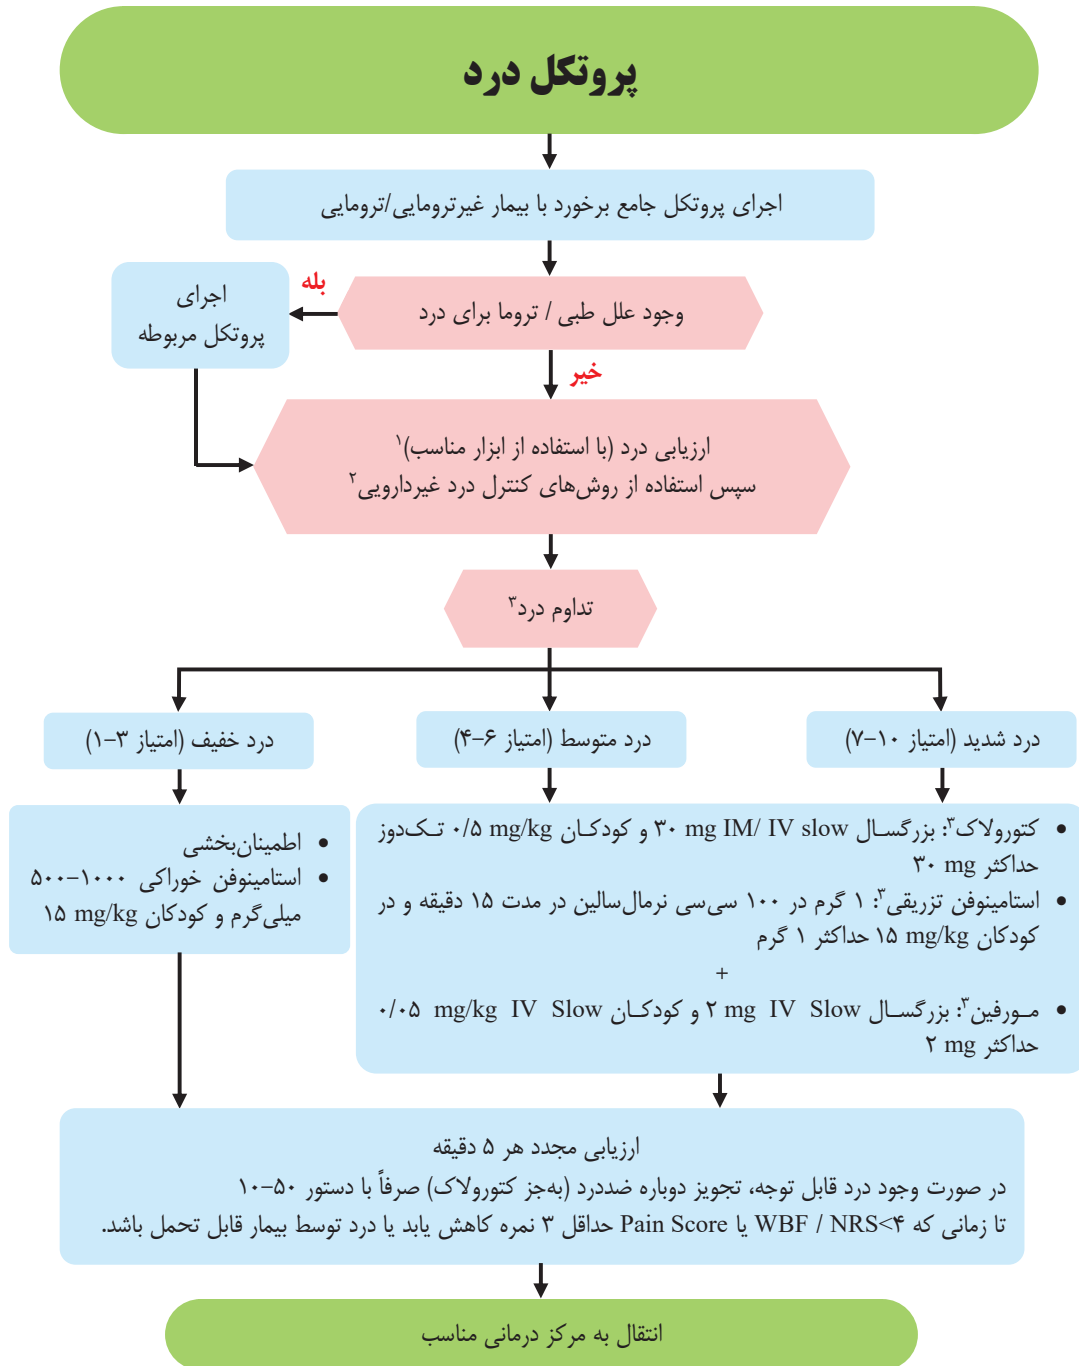 پروتکل درد
اجرای پروتکل جامع برخورد با بیمار غیرترومایی/ترومایی
وجود علل طبی / تروما برای درد
بله
اجرای
پروتکل مربوطه
خیر
ارزیابی درد (با استفاده از ابزار مناسب)۱
سپس استفاده از روش‌های کنترل درد غیردارویی۲
تداوم درد۳
درد شدید (امتیاز ۱۰-۷)
درد متوسط (امتیاز ۶-۴)
درد خفیف (امتیاز ۳-۱)
• کتورولاک۳: بزرگسال ۳۰ mg IM/ IV slow و کودکان ۰/۵ mg/kg تک‌دوز
حداکثر ۳۰ mg
• استامینوفن تزریقی۳: ۱ گرم در ۱۰۰ سی‌سی نرمال‌سالین در مدت ۱۵ دقیقه و در
کودکان ۱۵ mg/kg حداکثر ۱ گرم
+
• مورفین۳: بزرگسال ۲ mg IV Slow و کودکان ۰/۰۵ mg/kg IV Slow
حداکثر ۲ mg
• اطمینان‌بخشی
• استامینوفن خوراکی ۱۰۰۰-۵۰۰
میلی‌گرم و کودکان ۱۵ mg/kg
ارزیابی مجدد هر ۵ دقیقه
در صورت وجود درد قابل توجه، تجویز دوباره ضددرد (به‌جز کتورولاک) صرفاً با دستور ۵۰-۱۰
تا زمانی که WBF / NRS<۴ یا Pain Score حداقل ۳ نمره کاهش یابد یا درد توسط بیمار قابل تحمل باشد.
انتقال به مرکز درمانی مناسب